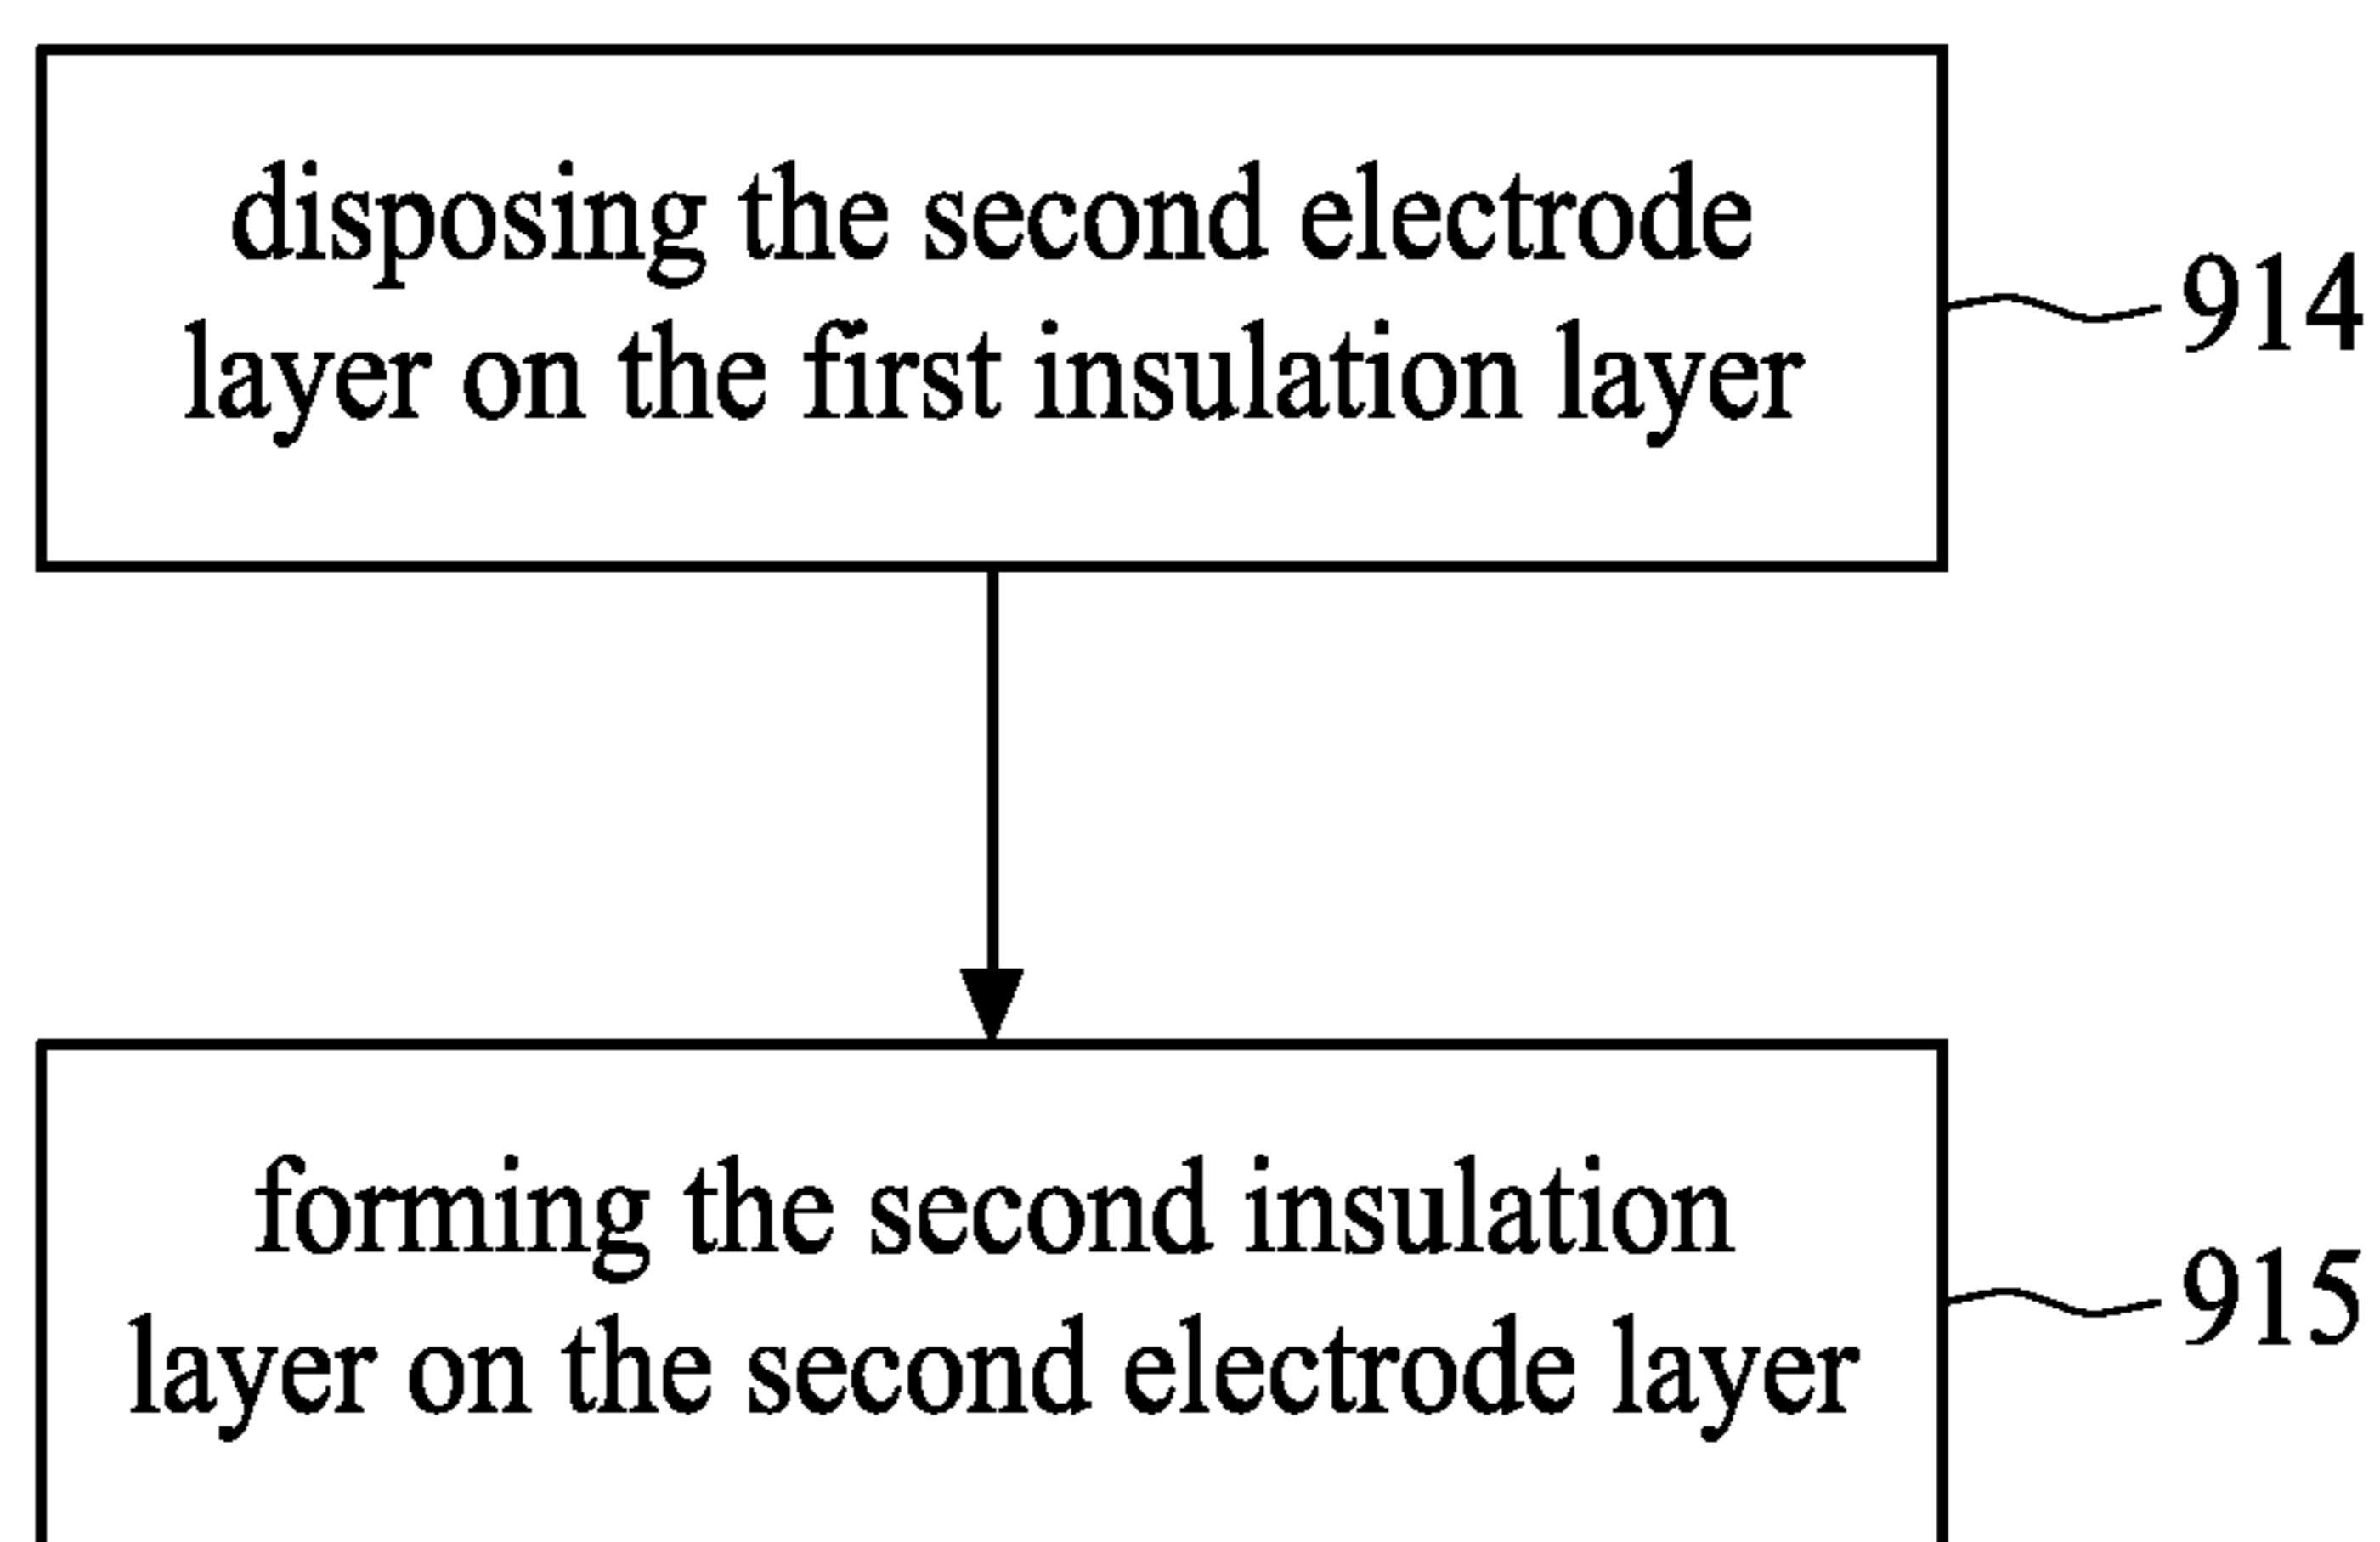 disposing the second electrode
layer on the first insulation layer
914
forming the second insulation
layer on the second electrode layer
915